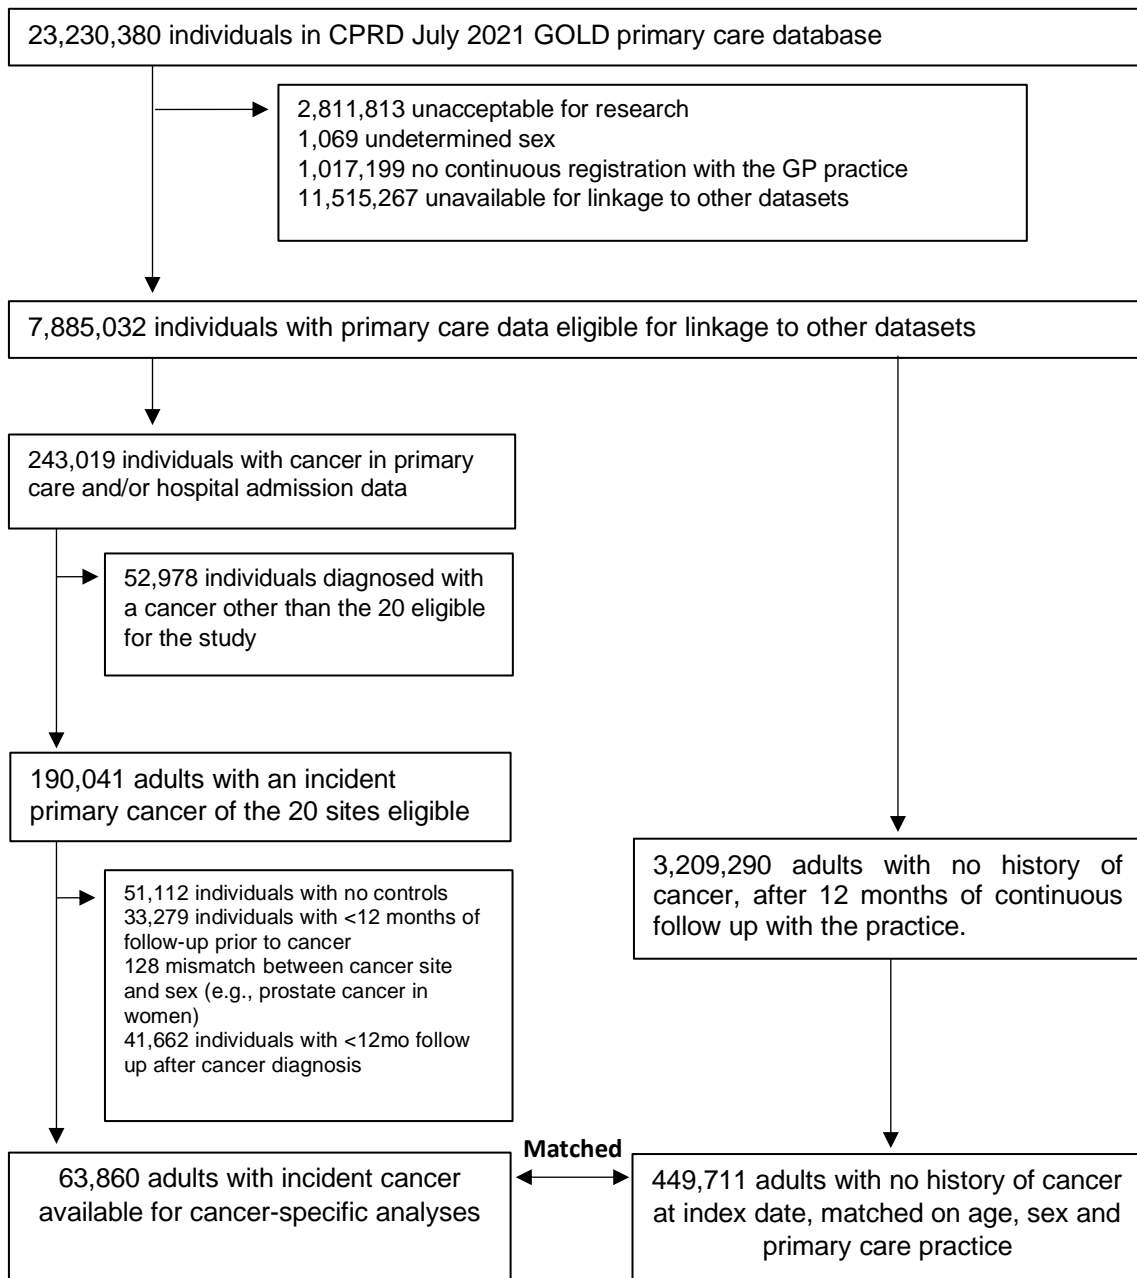 23,230,380 individuals in CPRD July 2021 GOLD primary care database
2,811,813 unacceptable for research
1,069 undetermined sex
1,017,199 no continuous registration with the GP practice
11,515,267 unavailable for linkage to other datasets
7,885,032 individuals with primary care data eligible for linkage to other datasets
243,019 individuals with cancer in primary
care and/or hospital admission data
52,978 individuals diagnosed with
a cancer other than the 20 eligible
for the study
190,041 adults with an incident
primary cancer of the 20 sites eligible
3,209,290 adults with no history of
cancer, after 12 months of continuous
follow up with the practice.
51,112 individuals with no controls
33,279 individuals with <12 months of
follow-up prior to cancer
128 mismatch between cancer site
and sex (e.g., prostate cancer in
women)
41,662 individuals with <12mo follow
up after cancer diagnosis
Matched
63,860 adults with incident cancer
available for cancer-specific analyses
449,711 adults with no history of cancer
at index date, matched on age, sex and
primary care practice